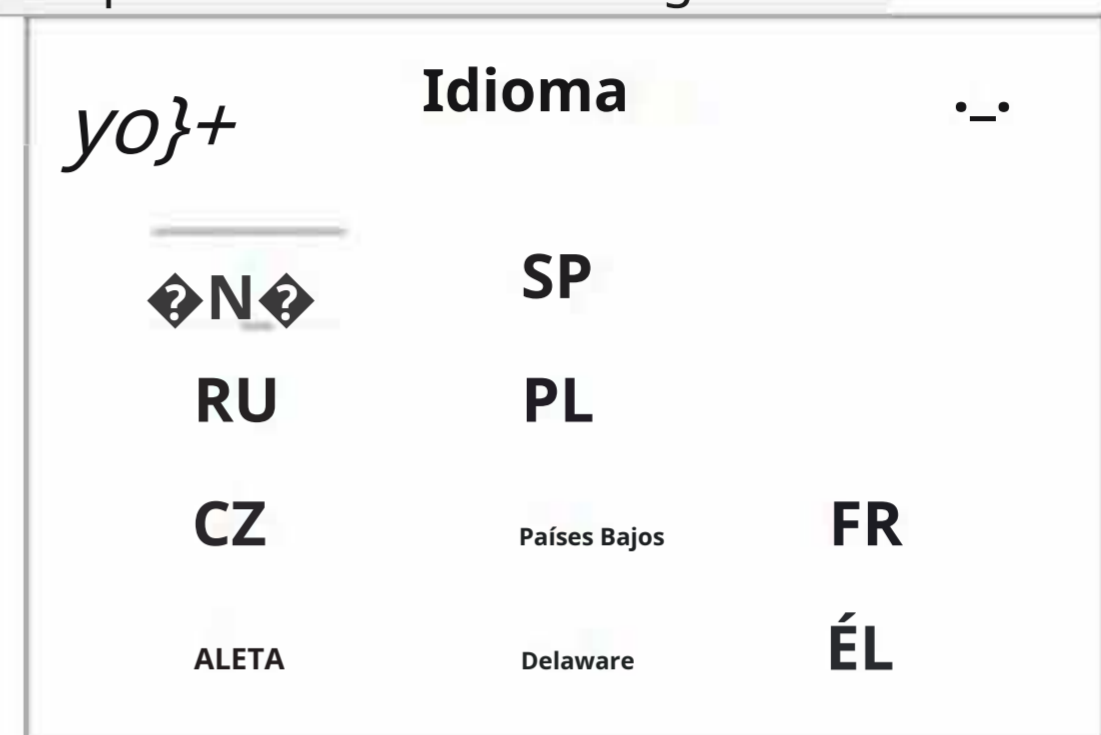 Idioma
yo}+
._.
�N�
SP
RU
PL
CZ
Países Bajos
FR
ALETA
Delaware
ÉL